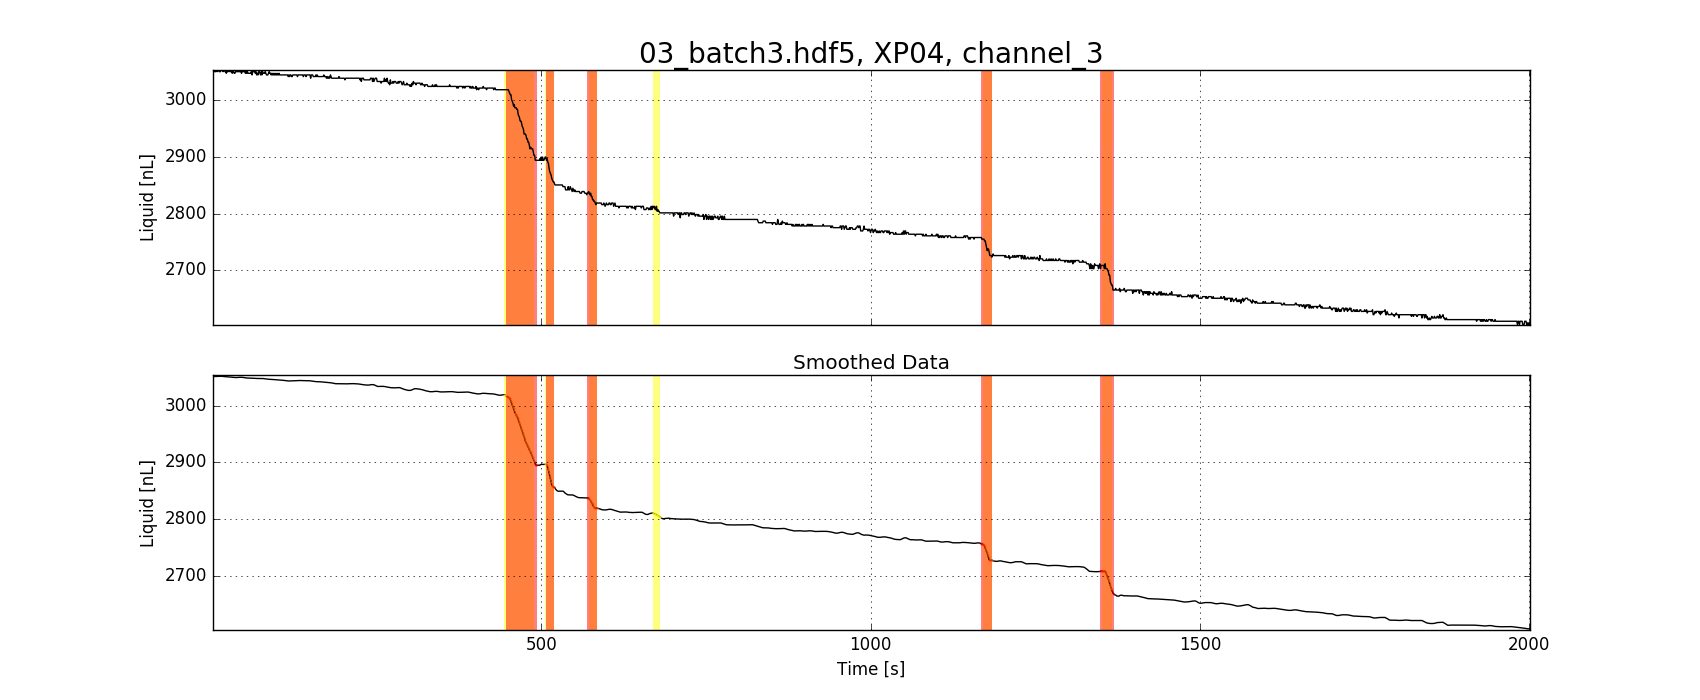 03_batch3.hdf5, XP04, channel_3
3000
2900
2800
2700
Liquid [nL]
Smoothed Data
3000
2900
2800
2700
Liquid [nL]
500 1000 1500 2000
Time [s]